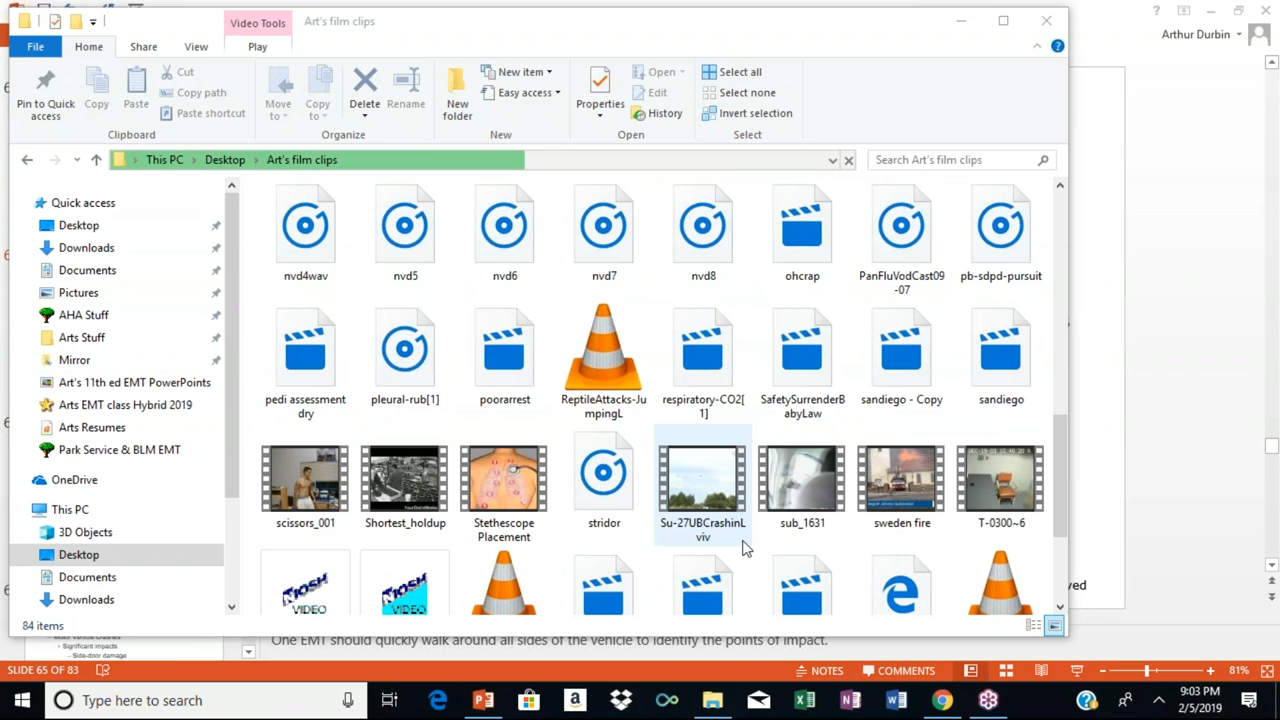 Video Tools
Art's film clips
?
Arthur Durbin
File
Home
Share
View
Play
Pin to Quick access
Copy
Paste
Cut
Copy path
Paste shortcut
Move to
Copy to
Delete
Rename
New folder
New item
Easy access
Properties
Open
Edit
History
Select all
Select none
Invert selection
Clipboard
Organize
New
Open
Select
This PC > Desktop > Art's film clips
Search Art's film clips
Quick access
Desktop
Downloads
Documents
Pictures
AHA Stuff
Arts Stuff
Mirror
Art's 11th ed EMT PowerPoints
Arts EMT class Hybrid 2019
Arts Resumes
Park Service & BLM EMT
OneDrive
This PC
3D Objects
Desktop
Documents
Downloads
nvd4wav
nvd5
nvd6
nvd7
nvd8
ohcrap
PanFluVodCast09
-07
pb-sdpd-pursuit
pedi assessment
dry
pleural-rub[1]
poorarrest
ReptileAttacks-Ju
mpingL
respiratory-CO2[
1]
SafetySurrenderB
abyLaw
sandiego - Copy
sandiego
scissors_001
Shortest_holdup
Stethescope
Placement
stridor
Su-27UBCrashinL
viv
sub_1631
sweden fire
T-0300~6
VIDEO
VIDEO
84 items
ved
Significant impacts
Side-door damage
One EMT should quickly walk around all sides of the vehicle to identify the points of impact.
SLIDE 65 OF 83
NOTES
COMMENTS
81%
Type here to search
9:03 PM
2/5/2019